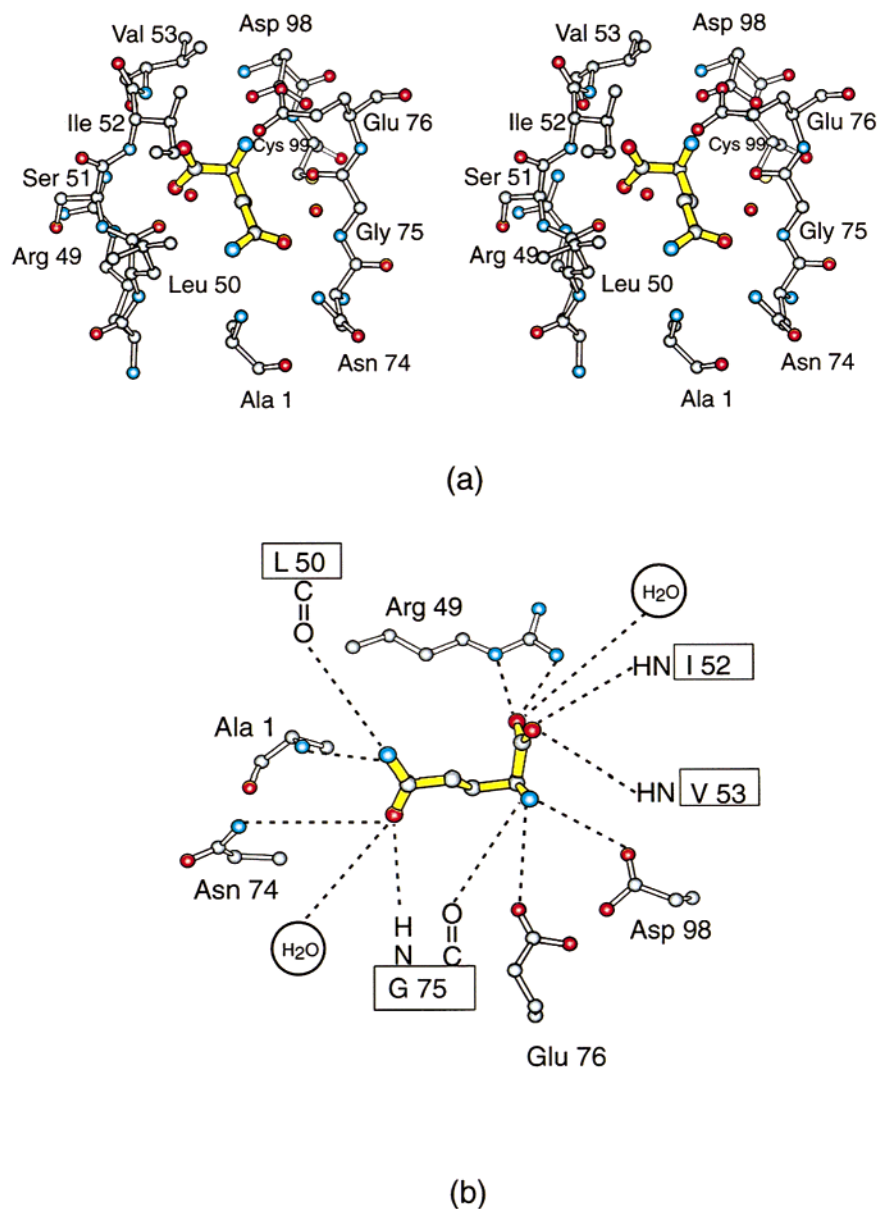 Val 53
Asp 98
Ile 52
Cys 99
Glu 76
Ser 51
Gly 75
Arg 49
Leu 50
Asn 74
Ala 1
Val 53
Asp 98
Ile 52
Cys 99
Glu 76
Ser 51
Gly 75
Arg 49
Leu 50
Asn 74
Ala 1
(a)
L 50
C
O
Arg 49
H2O
HN I 52
Ala 1
HN V 53
Asn 74
H2O
H
N
O
C
G 75
Asp 98
Glu 76
(b)